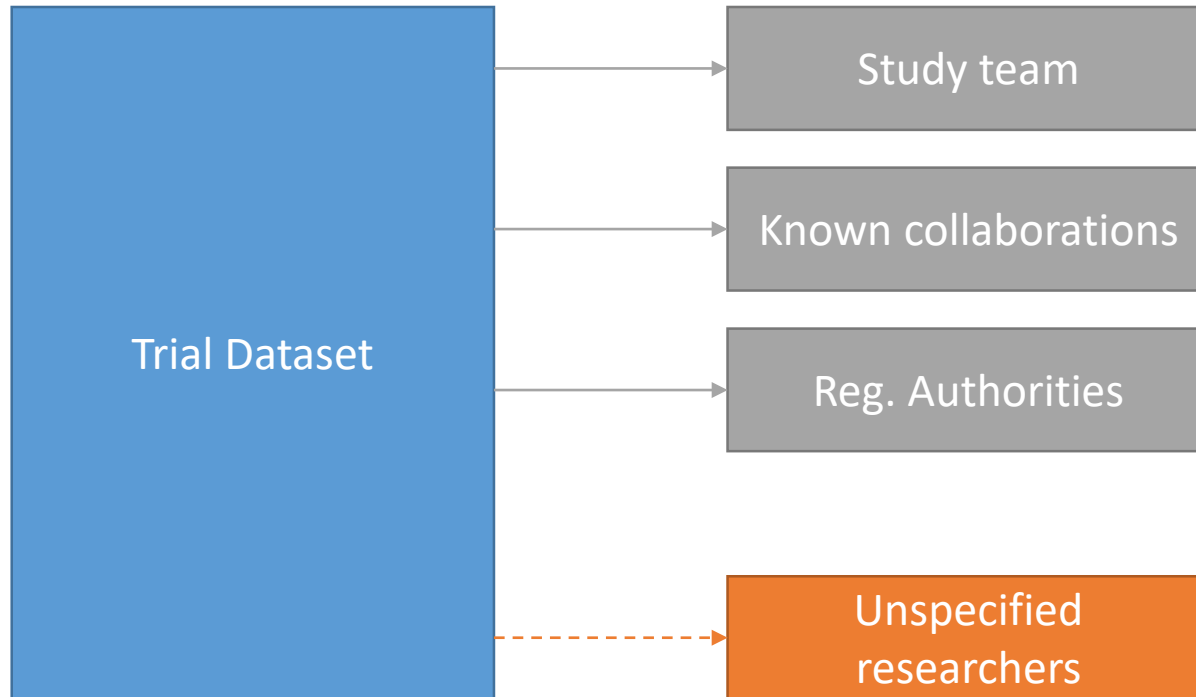 Study team
Known collaborations
Trial Dataset
Reg. Authorities
Unspecified
researchers